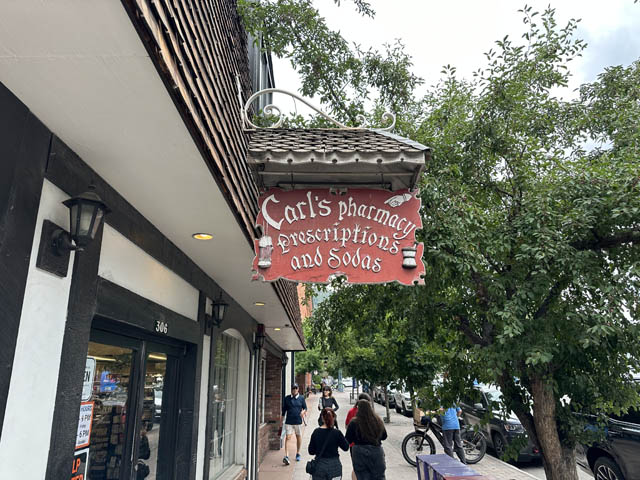 Carl's pharmacy
Prescriptions
and Sodas
306